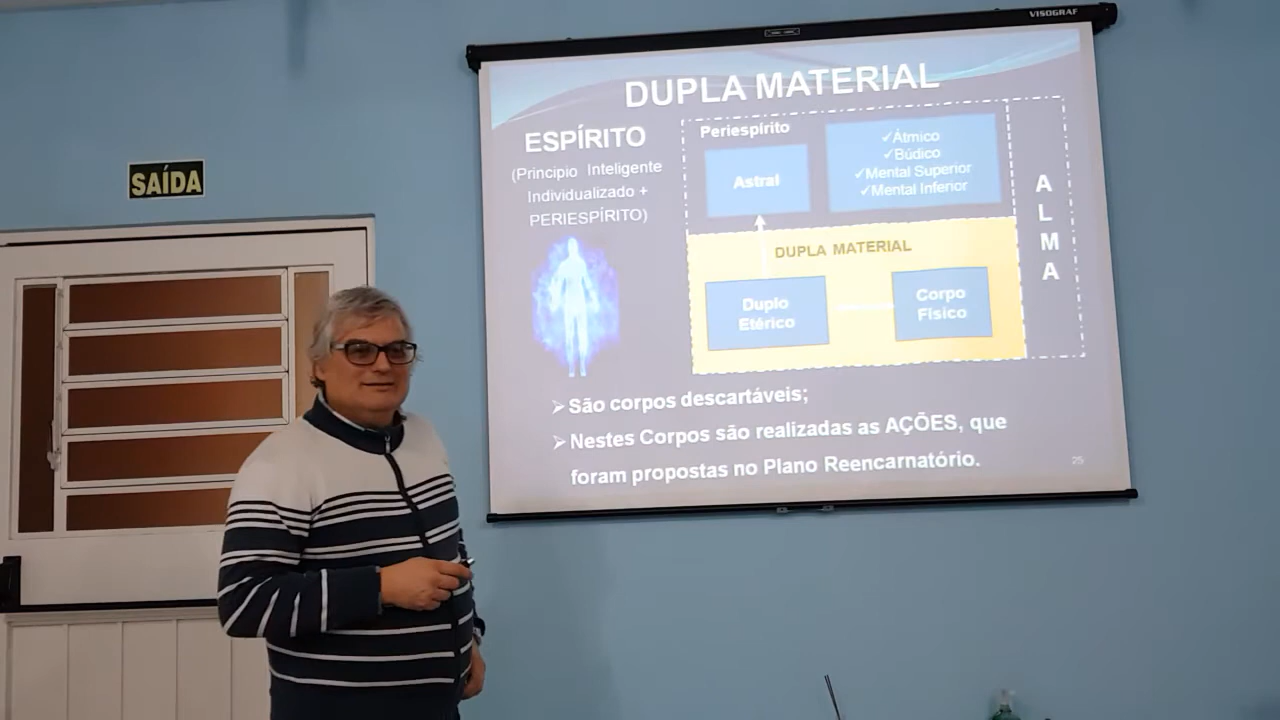 VISOGRAF
SAÍDA
DUPLA MATERIAL
ESPÍRITO
(Principio Inteligente
Individualizado +
PERIESPÍRITO)
Periespírito
Astral
✓Átmico
✓Búdico
✓Mental Superior
✓Mental Inferior
DUPLA MATERIAL
Duplo
Etérico
Corpo
Físico
A
L
M
A
➢São corpos descartáveis;
➢Nestes Corpos são realizadas as AÇÕES, que
foram propostas no Plano Reencarnatório.
25